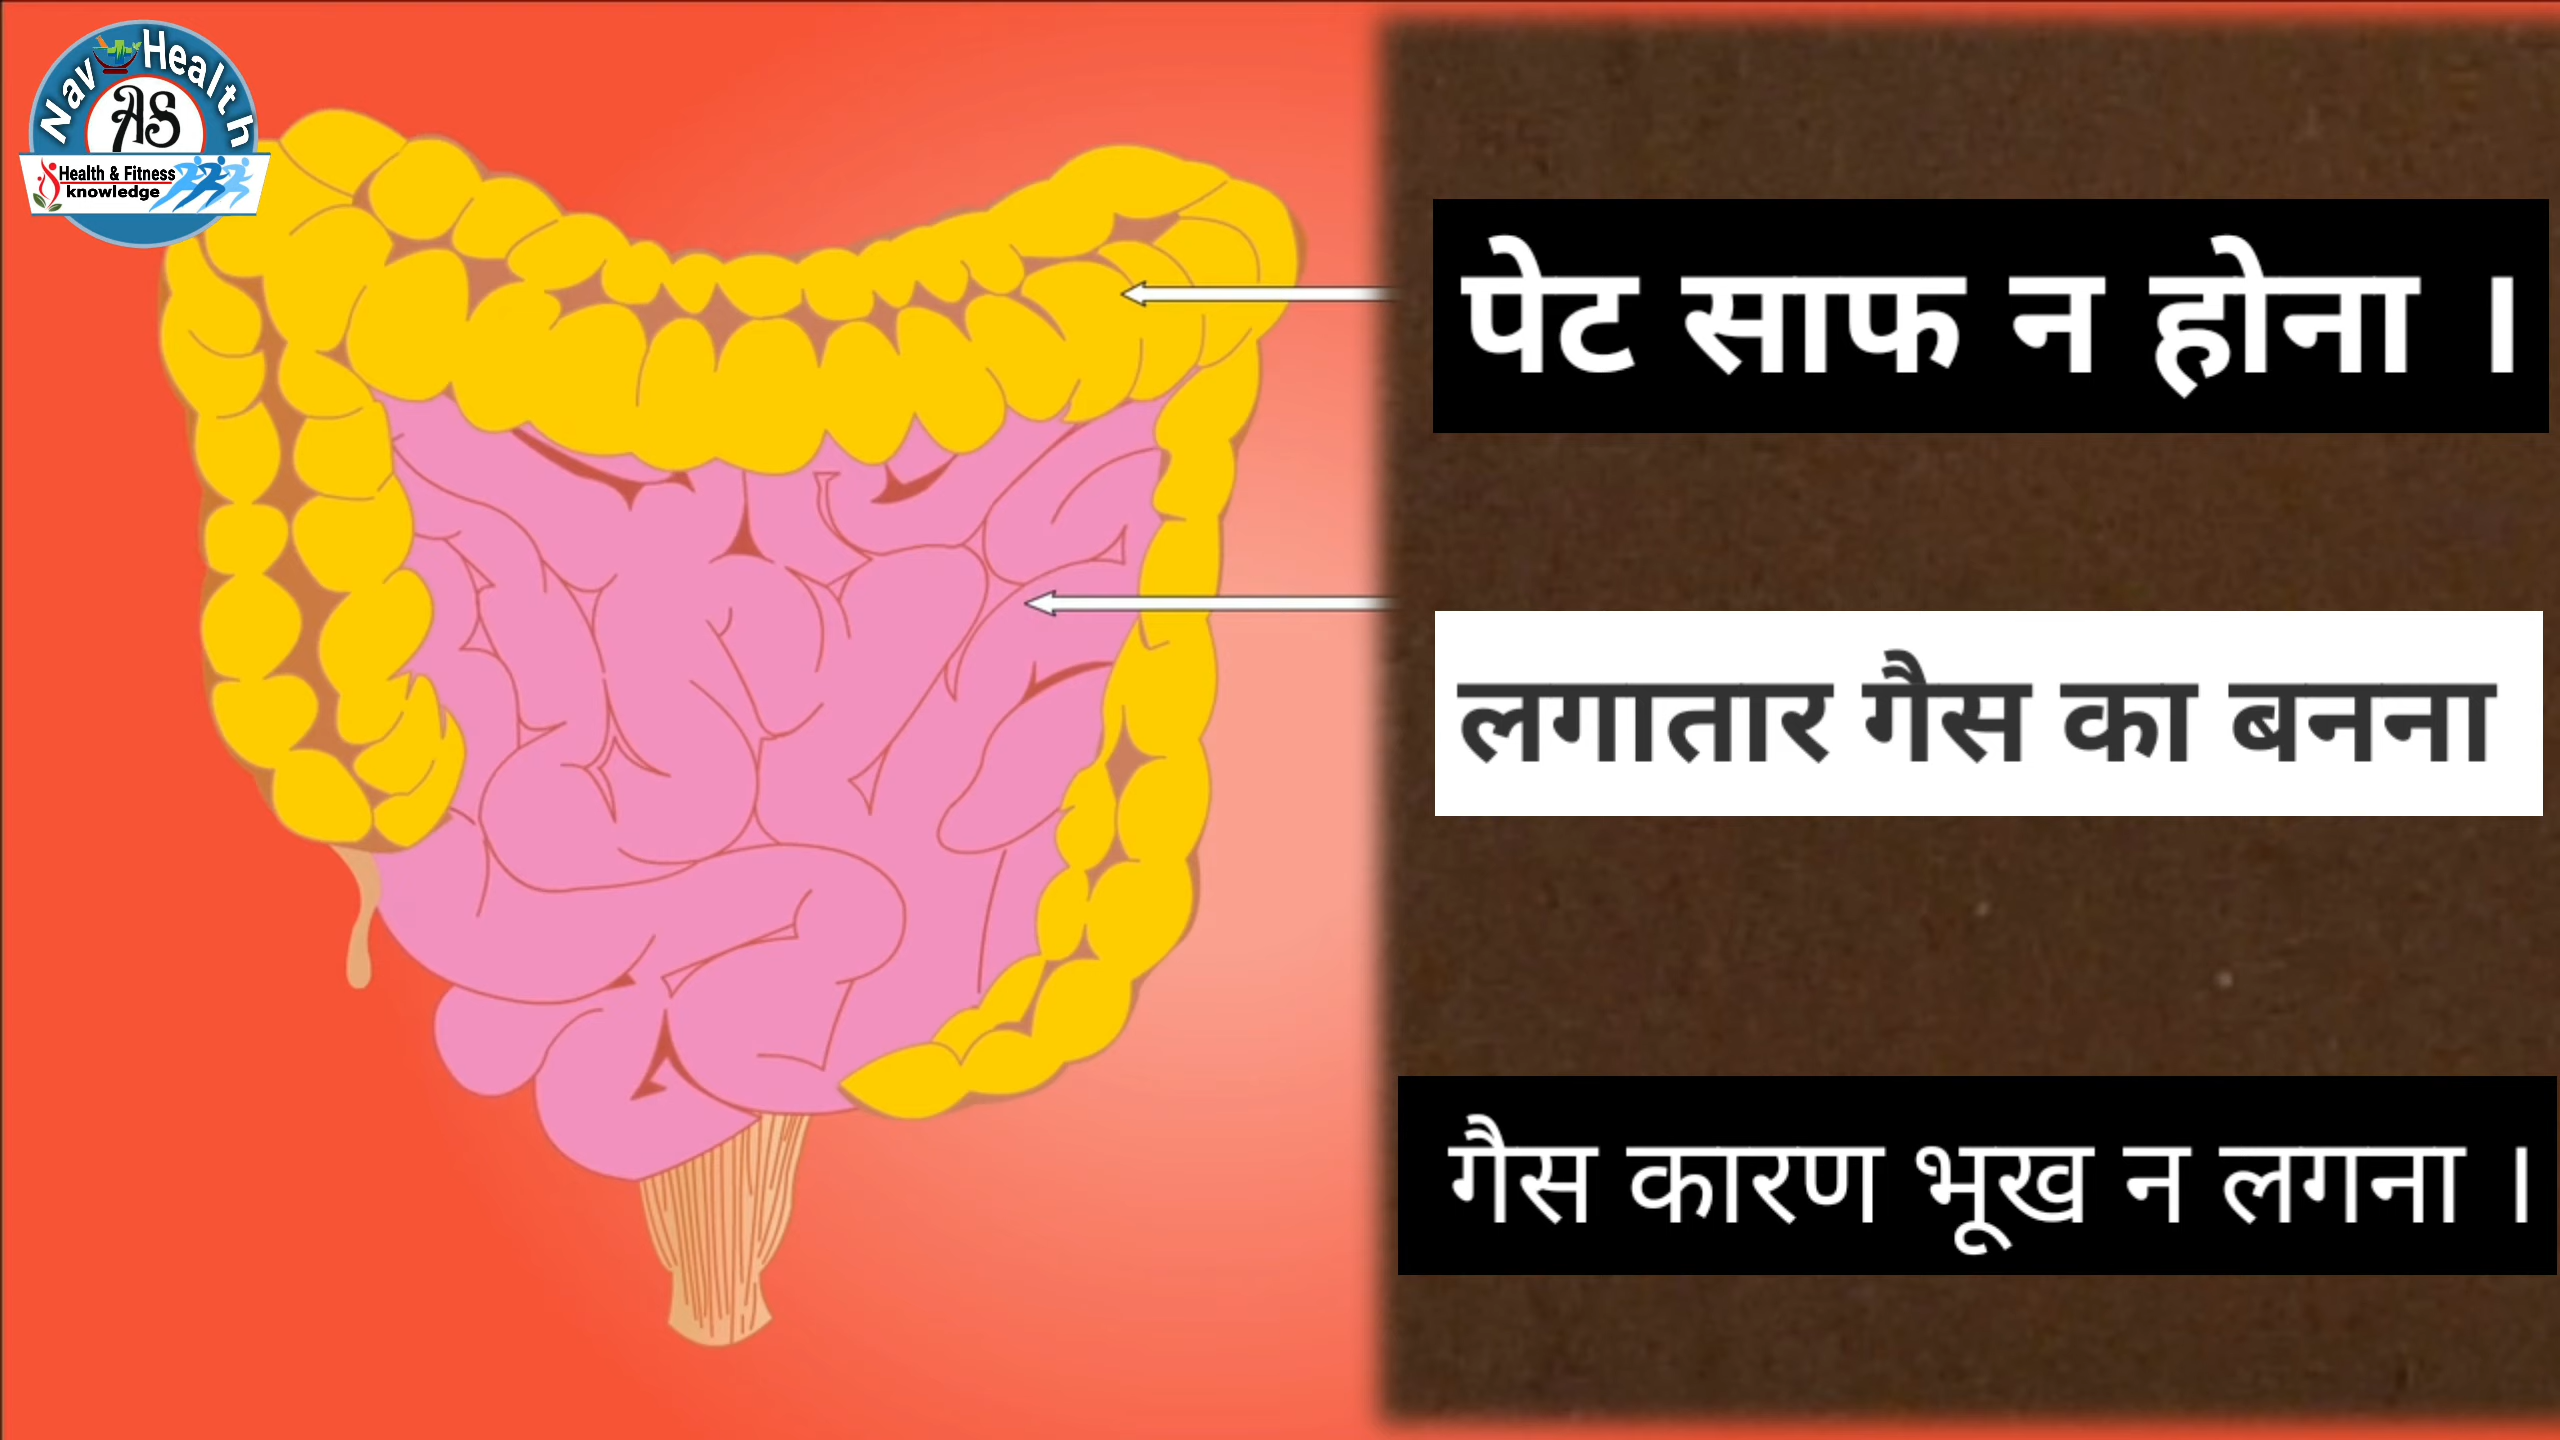 Nav Health
AS
Health & Fitness
knowledge
पेट साफ न होना ।
लगातार गैस का बनना
गैस कारण भूख न लगना ।